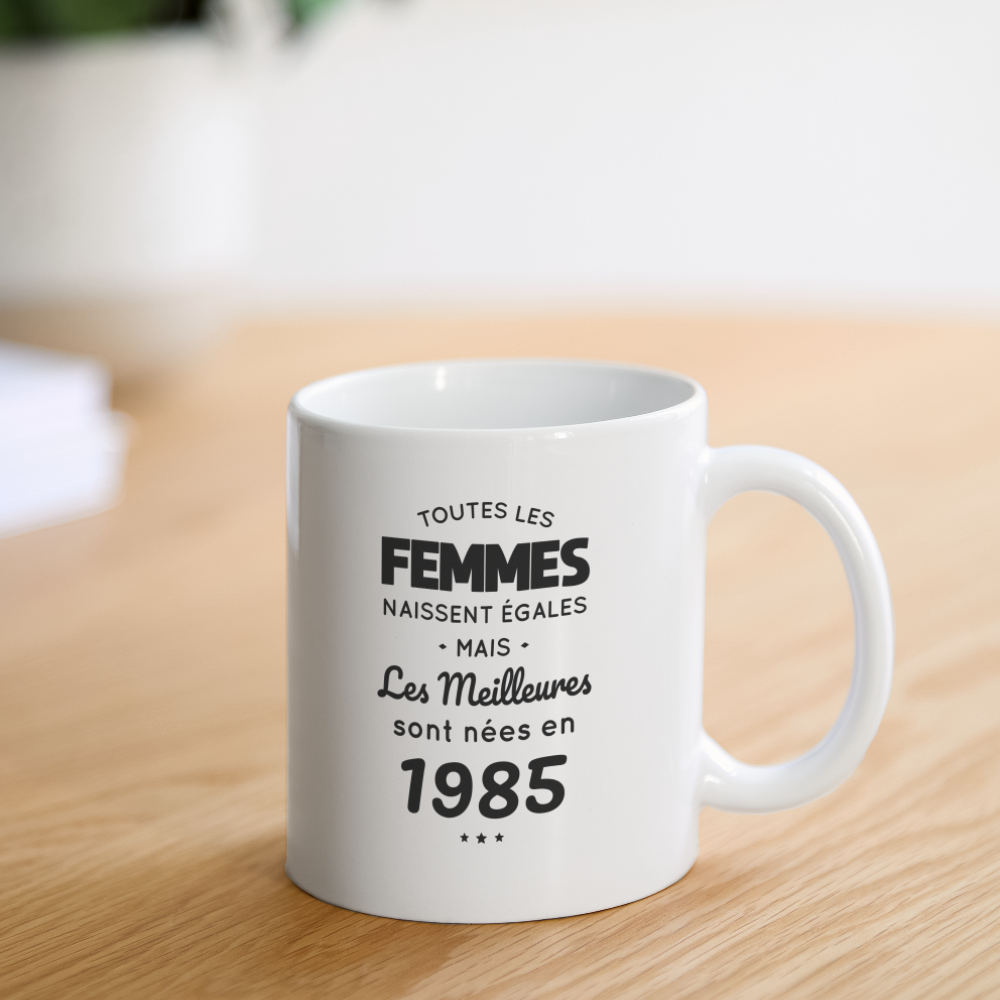 TOUTES LES
FEMMES
NAISSENT ÉGALES
- MAIS -
Les Meilleures
sont nées en
1985